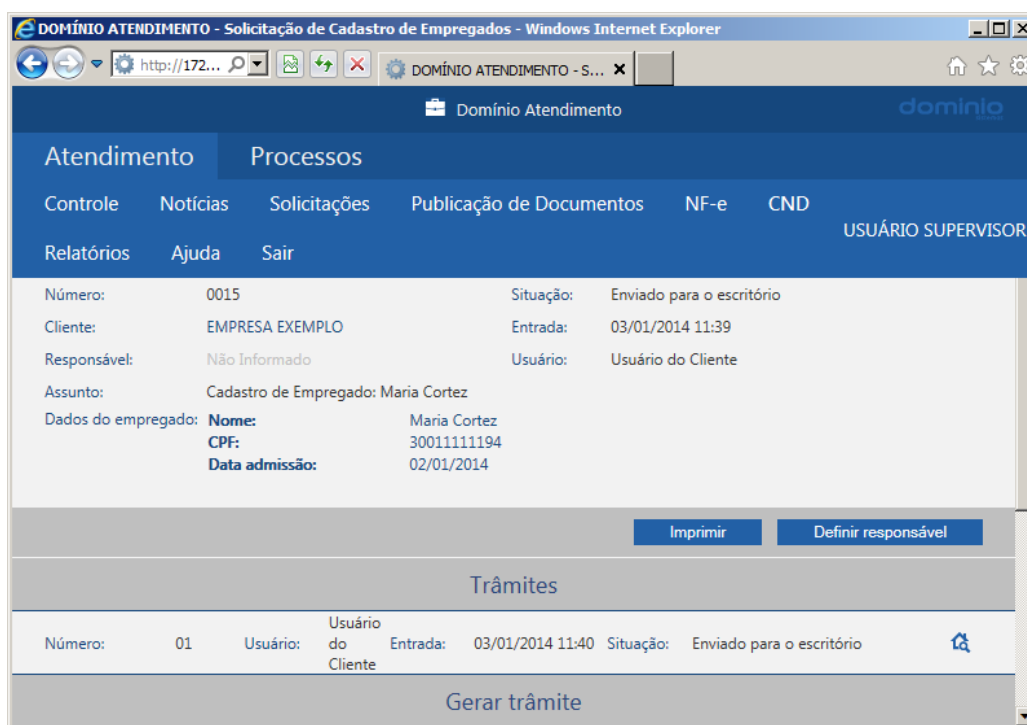 DOMÍNIO ATENDIMENTO - Solicitação de Cadastro de Empregados - Windows Internet Explorer
http://172... DOMÍNIO ATENDIMENTO - S...
Domínio Atendimento domínio
Atendimento Processos
Controle Notícias Solicitações Publicação de Documentos NF-e CND
USUÁRIO SUPERVISOR
Relatórios Ajuda Sair
Número: 0015 Situação: Enviado para o escritório
Cliente: EMPRESA EXEMPLO Entrada: 03/01/2014 11:39
Responsável: Não Informado Usuário: Usuário do Cliente
Assunto: Cadastro de Empregado: Maria Cortez
Dados do empregado: Nome: Maria Cortez
CPF: 30011111194
Data admissão: 02/01/2014
Imprimir Definir responsável
Trâmites
Número: 01 Usuário: Usuário do Cliente Entrada: 03/01/2014 11:40 Situação: Enviado para o escritório
Gerar trâmite